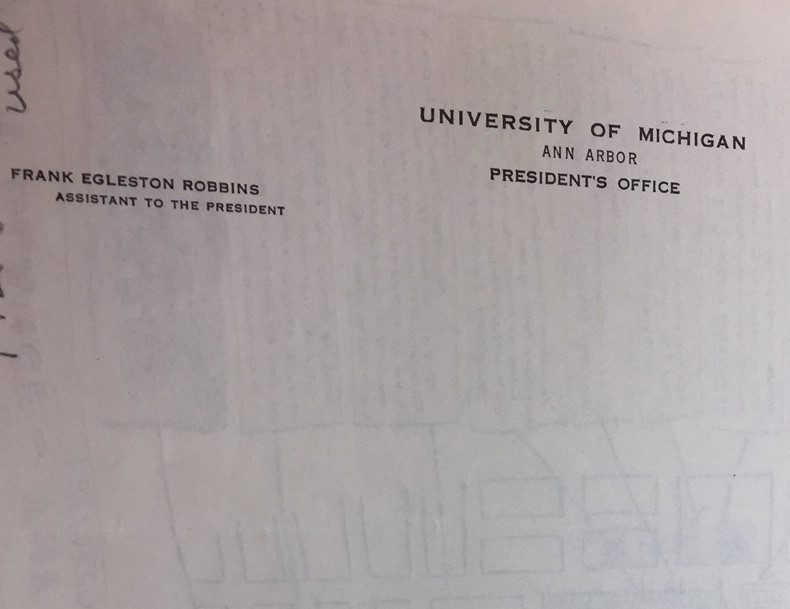 used
UNIVERSITY OF MICHIGAN
ANN ARBOR
PRESIDENT'S OFFICE
FRANK EGLESTON ROBBINS
ASSISTANT TO THE PRESIDENT